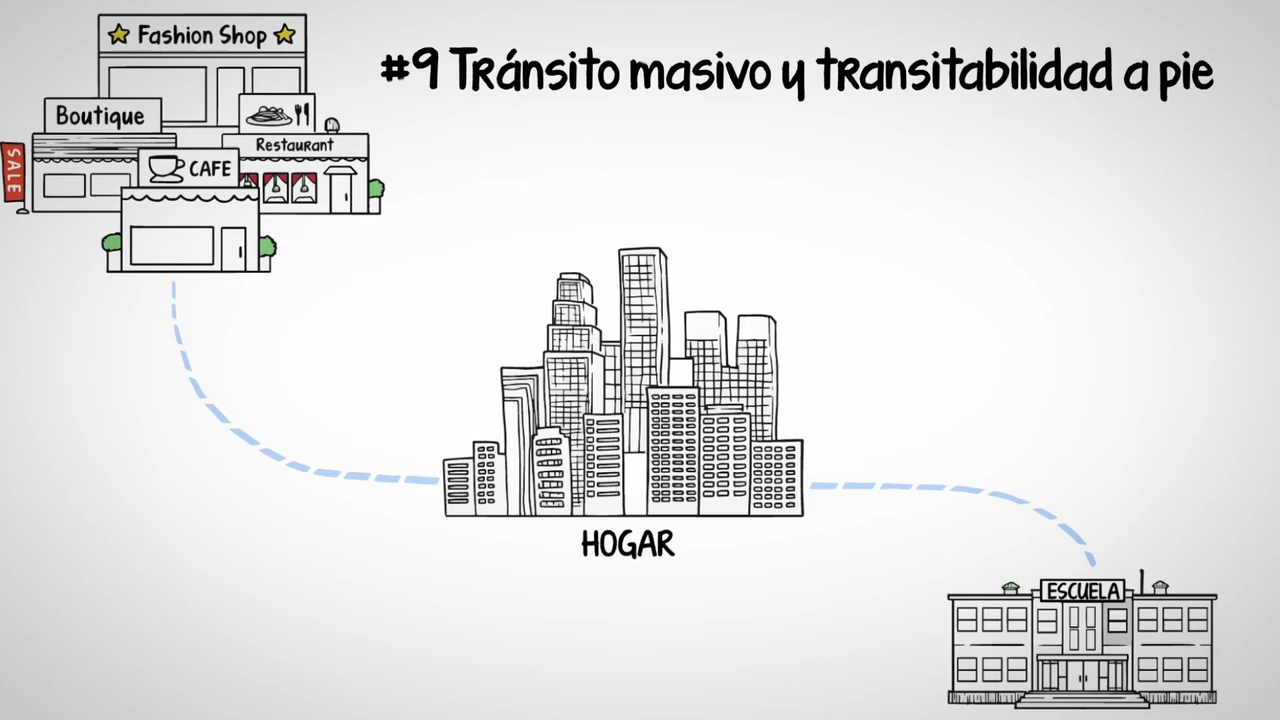 Fashion Shop
#9 Tránsito masivo y transitabilidad a pie
Boutique
Restaurant
SALE
CAFE
HOGAR
ESCUELA